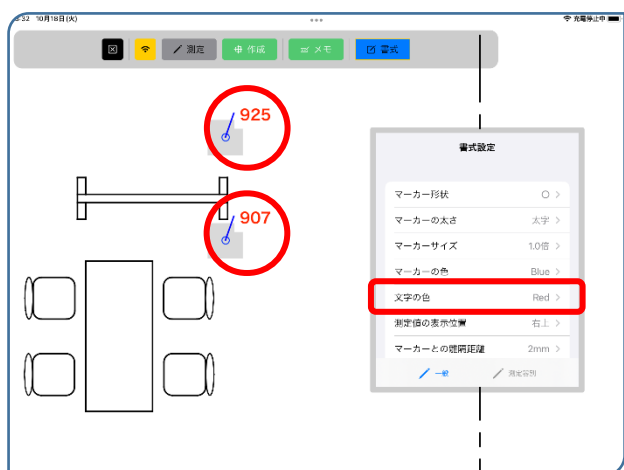 3:32 10月18日(火) 充電停止中
測定 作成 メモ 書式
925
書式設定
マーカー形状 ○ >
マーカーの太さ 太字 >
907
マーカーサイズ 1.0倍 >
マーカーの色 Blue >
文字の色 Red >
測定値の表示位置 右上 >
マーカーとの離隔距離 2mm >
一般 測定器別